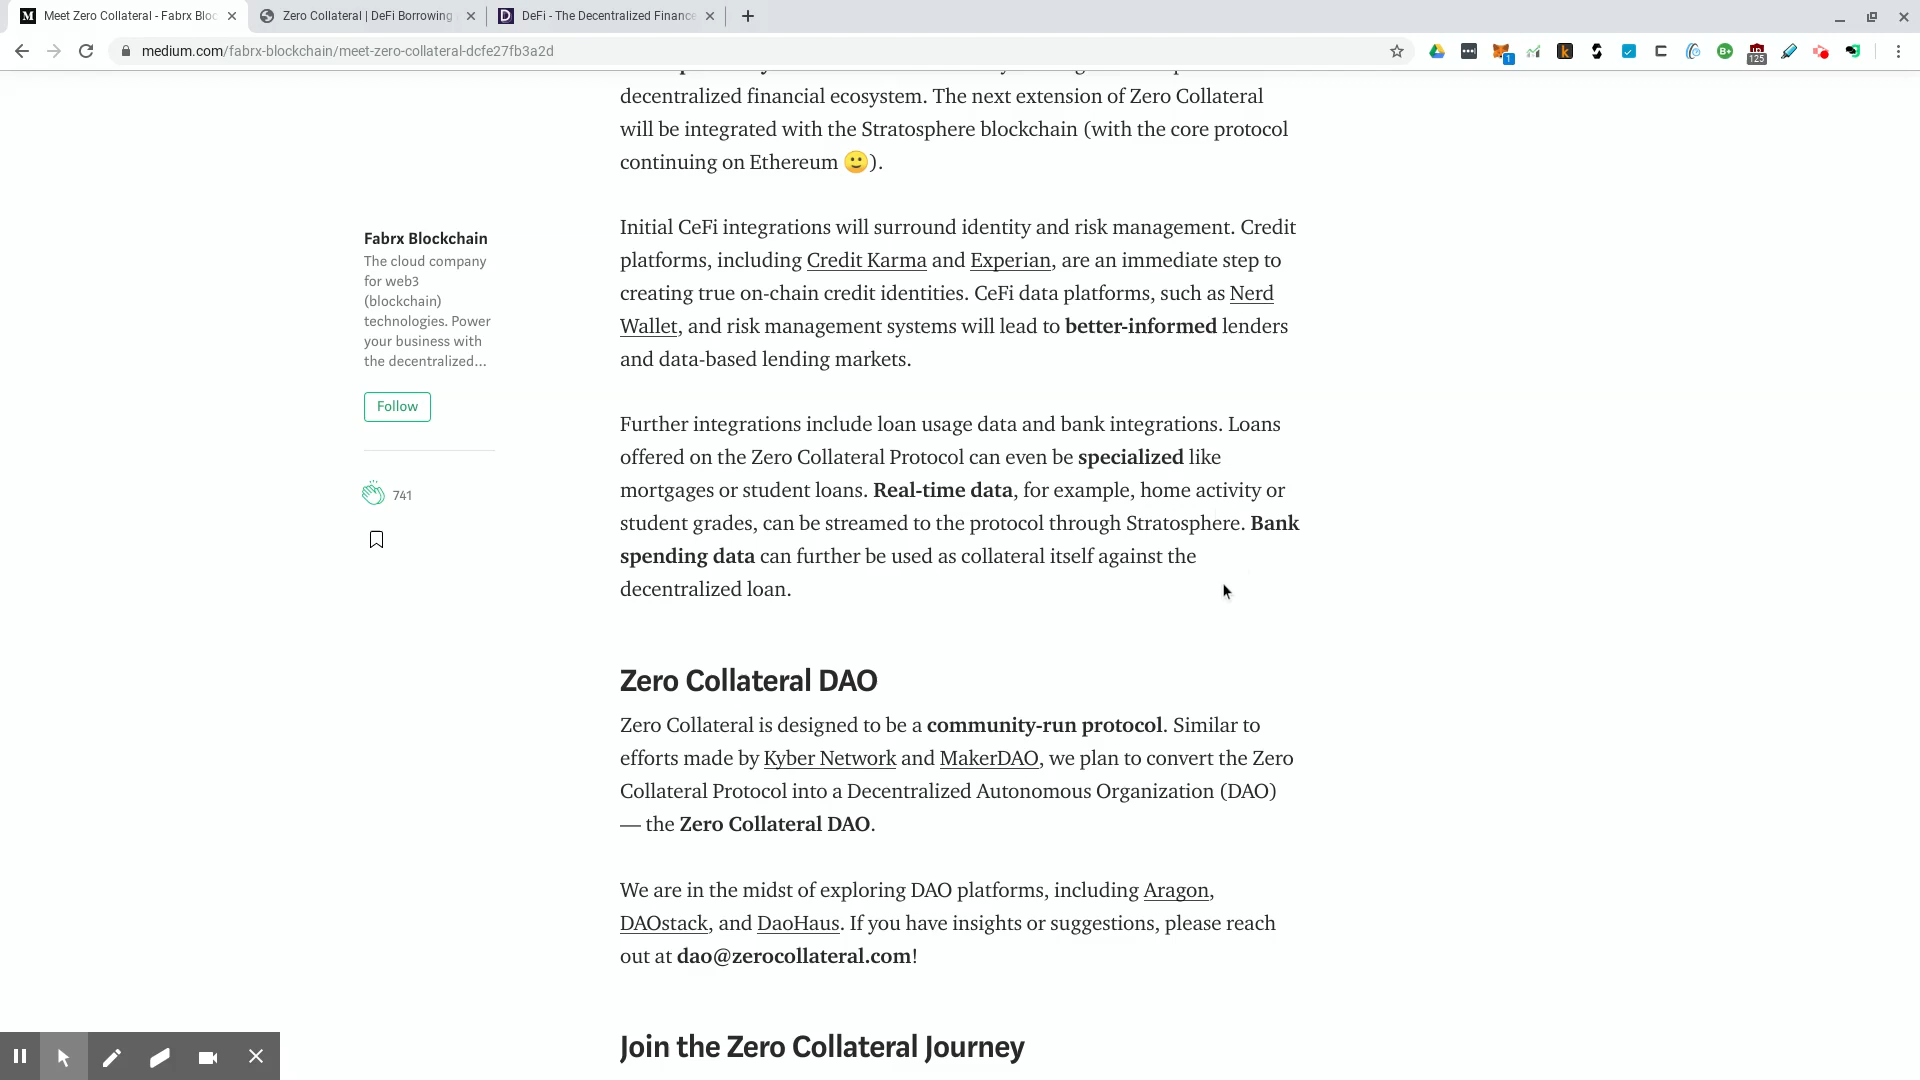 Meet Zero Collateral - Fabrx Bloc
Zero Collateral | DeFi Borrowing
DeFi - The Decentralized Finance
medium.com/fabrx-blockchain/meet-zero-collateral-dcfe27fb3a2d
1
125
decentralized financial ecosystem. The next extension of Zero Collateral
will be integrated with the Stratosphere blockchain (with the core protocol
continuing on Ethereum 🙂).
Fabrx Blockchain
The cloud company
for web3
(blockchain)
technologies. Power
your business with
the decentralized...
Follow
741
Initial CeFi integrations will surround identity and risk management. Credit
platforms, including Credit Karma and Experian, are an immediate step to
creating true on-chain credit identities. CeFi data platforms, such as Nerd
Wallet, and risk management systems will lead to better-informed lenders
and data-based lending markets.
Further integrations include loan usage data and bank integrations. Loans
offered on the Zero Collateral Protocol can even be specialized like
mortgages or student loans. Real-time data, for example, home activity or
student grades, can be streamed to the protocol through Stratosphere. Bank
spending data can further be used as collateral itself against the
decentralized loan.
Zero Collateral DAO
Zero Collateral is designed to be a community-run protocol. Similar to
efforts made by Kyber Network and MakerDAO, we plan to convert the Zero
Collateral Protocol into a Decentralized Autonomous Organization (DAO)
— the Zero Collateral DAO.
We are in the midst of exploring DAO platforms, including Aragon,
DAOstack, and DaoHaus. If you have insights or suggestions, please reach
out at dao@zerocollateral.com!
Join the Zero Collateral Journey